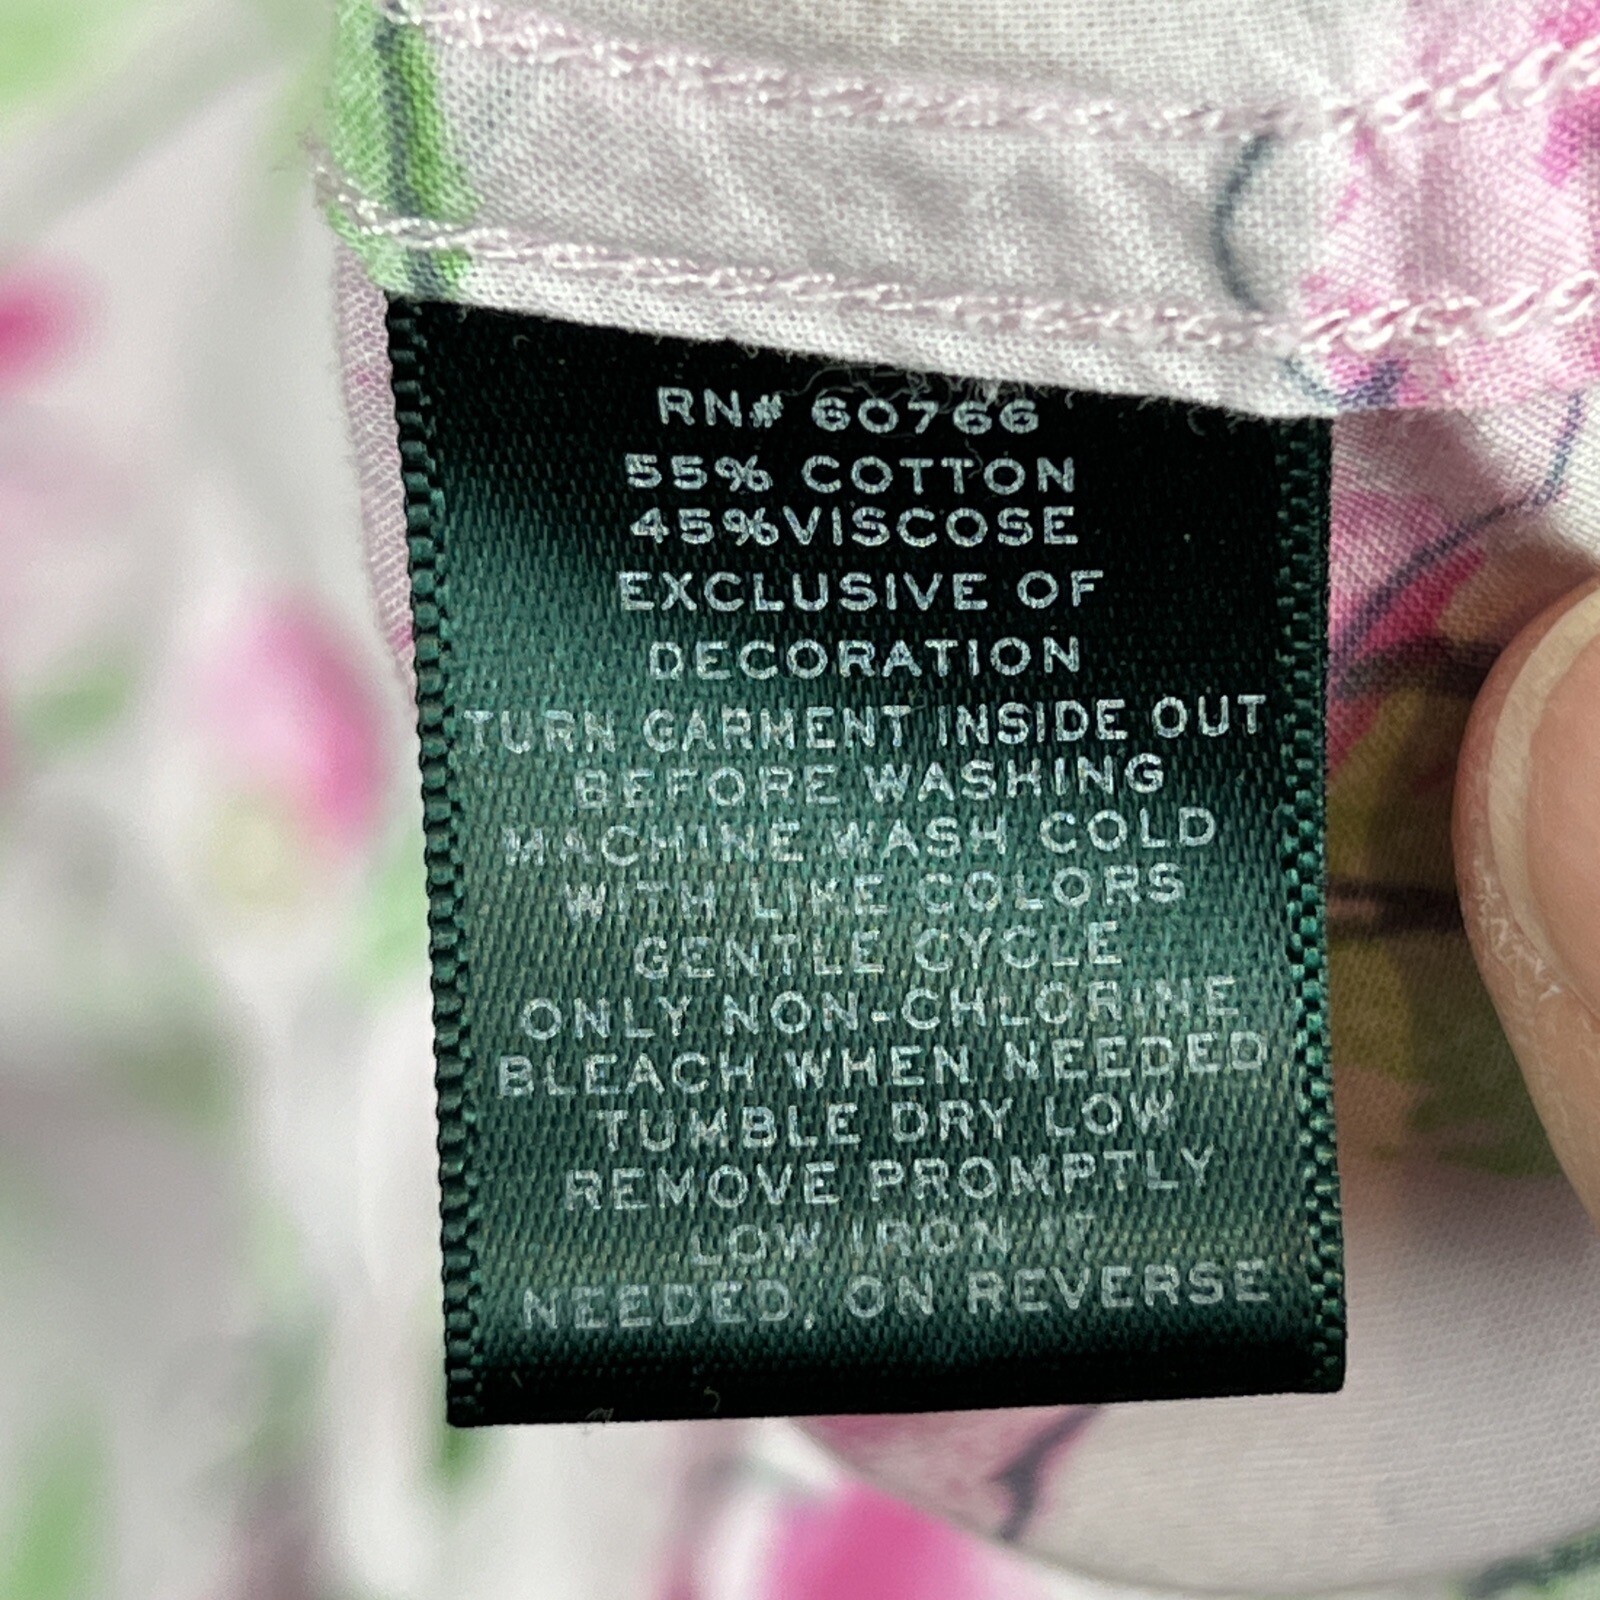 RN# 60766
55% COTTON
45%VISCOSE
EXCLUSIVE OF
DECORATION
TURN GARMENT INSIDE OUT
BEFORE WASHING
MACHINE WASH COLD
WITH LIKE COLORS
GENTLE CYCLE
ONLY NON-CHLORINE
BLEACH WHEN NEEDED
TUMBLE DRY LOW
REMOVE PROMPTLY
LOW IRON IF
NEEDED, ON REVERSE